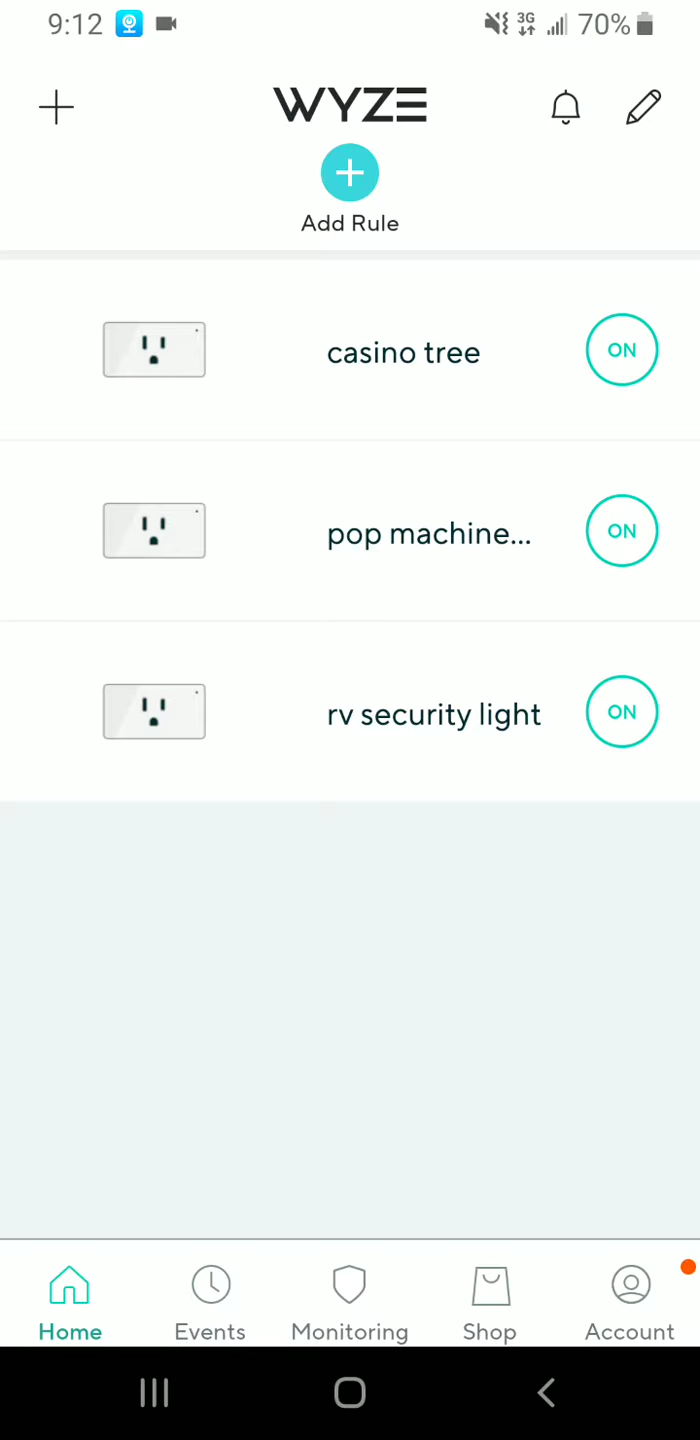 9:12 3G 70%
WYZE
Add Rule
casino tree ON
pop machine... ON
rv security light ON
Home Events Monitoring Shop Account